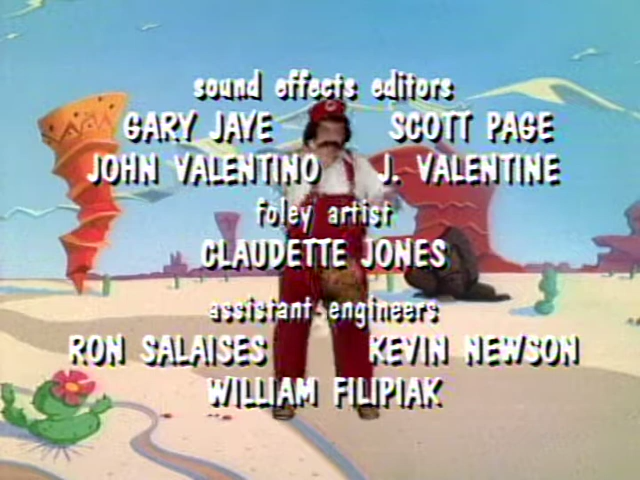 sound effects editors
GARY JAYE SCOTT PAGE
JOHN VALENTINO J. VALENTINE
foley artist
CLAUDETTE JONES
assistant engineers
RON SALAISES KEVIN NEWSON
WILLIAM FILIPIAK